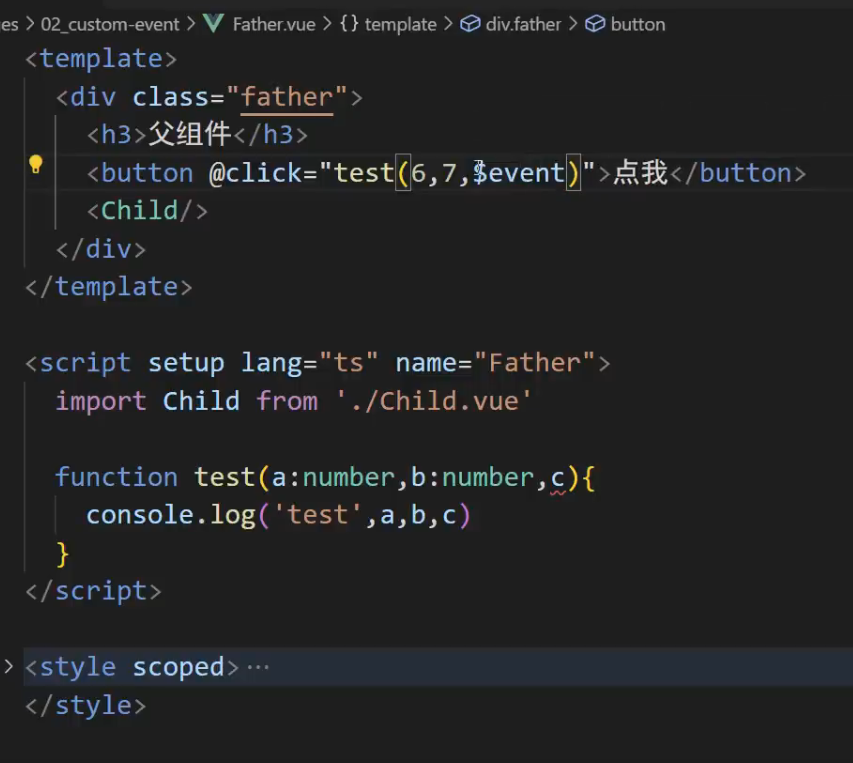 es > 02_custom-event > Father.vue > {} template > div.father > button
<template>
<div class="father">
<h3>父组件</h3>
<button @click="test(6,7,$event)">点我</button>
<Child/>
</div>
</template>
<script setup lang="ts" name="Father">
import Child from './Child.vue'
function test(a:number,b:number,c){
console.log('test',a,b,c)
}
</script>
<style scoped> ···
</style>